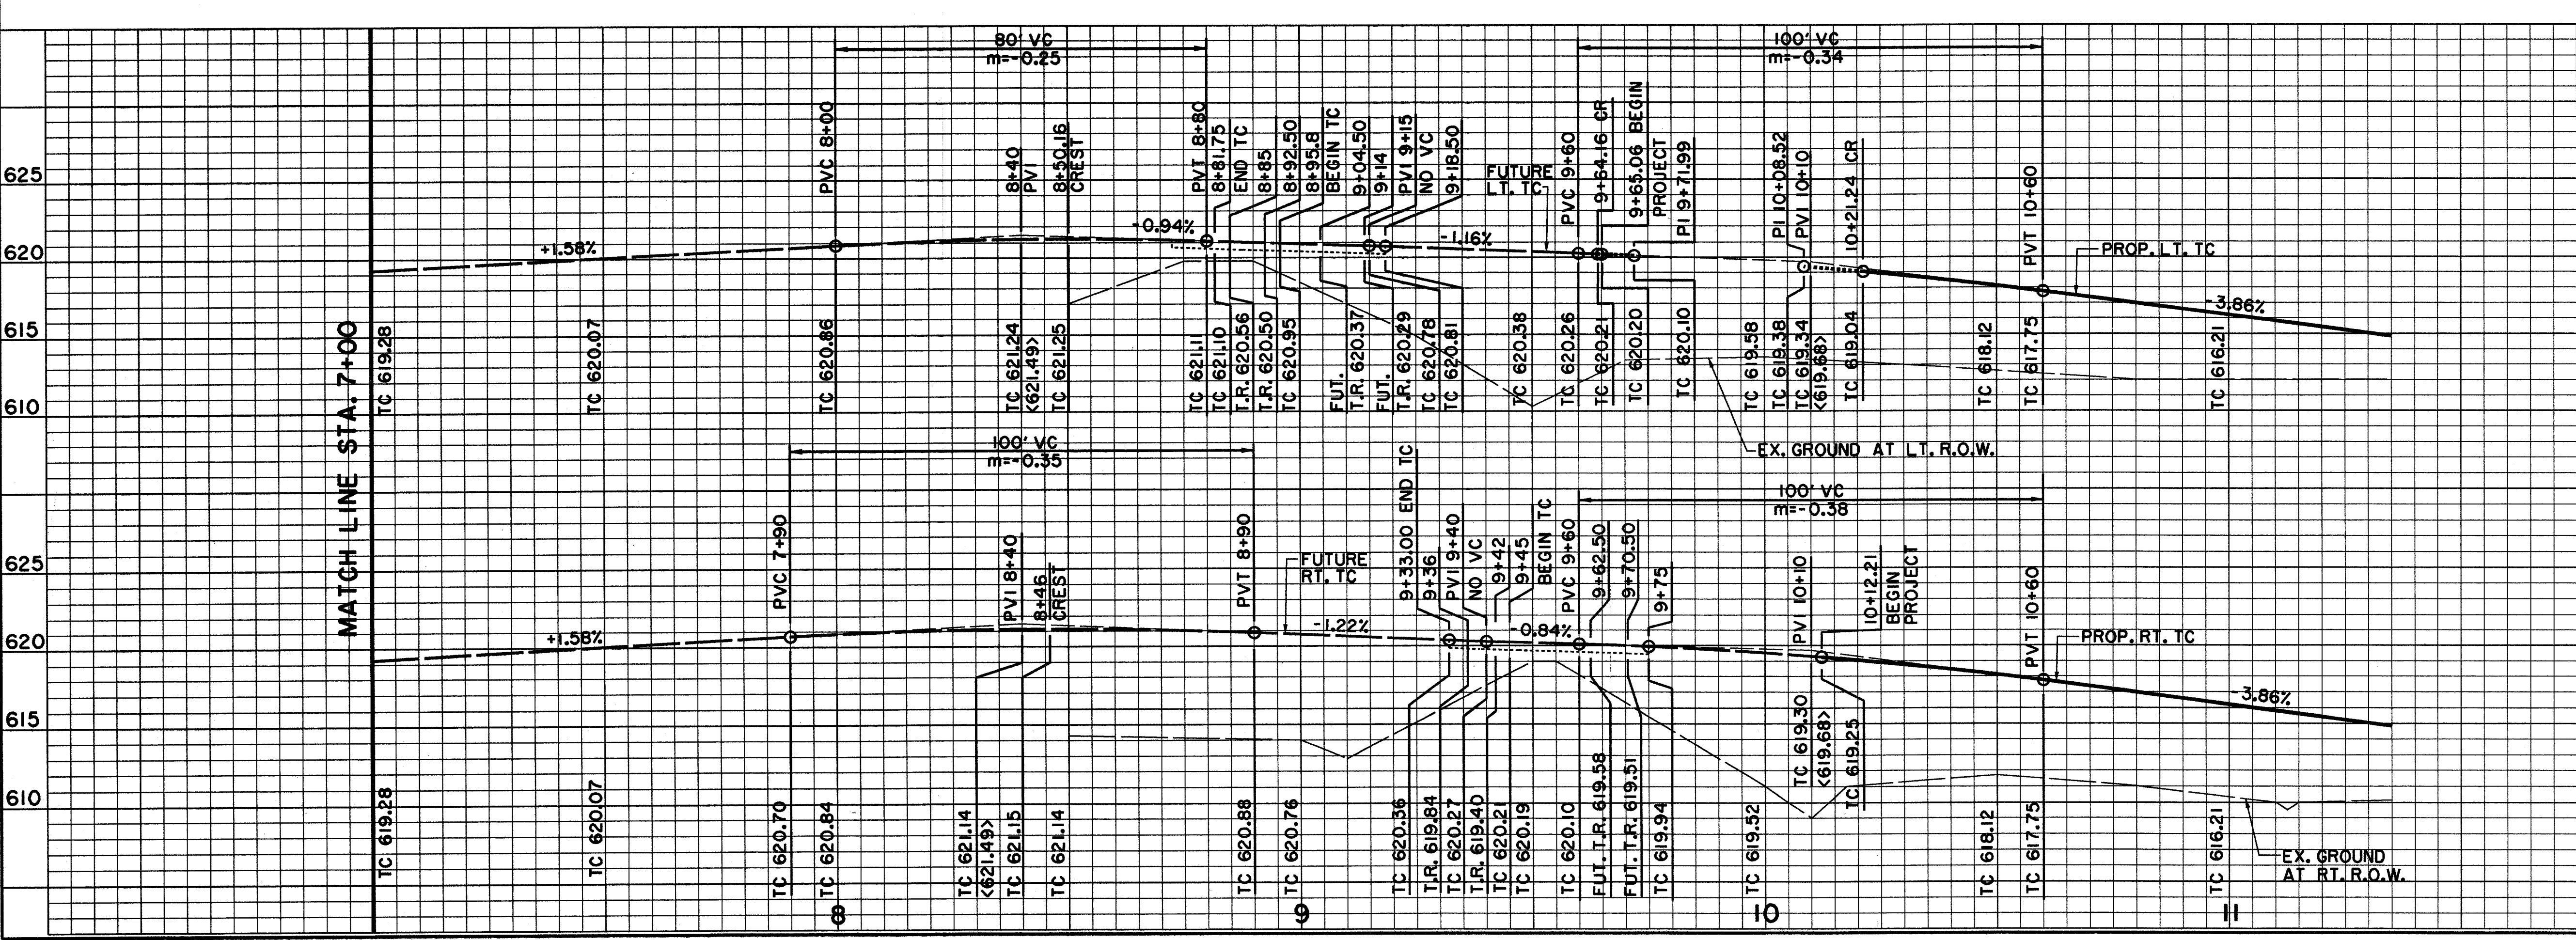 80' VC
m=-0.25
100' VC
m=-0.34
625
620
615
610
MATCH LINE STA. 7+00
PVC 8+00
8+40
PVI
8+50.16
CREST
PVT 8+80
8+81.75
END TC
8+85
8+92.50
8+95.8
BEGIN TC
9+04.50
9+14
PVI 9+15
NO VC
9+18.50
FUTURE
LT. TC
PVC 9+60
9+64.16 CR
9+65.06 BEGIN
PROJECT
PI 9+71.99
PI 10+08.52
PVI 10+10
10+21.24 CR
PVT 10+60
PROP. LT. TC
+1.58%
-0.94%
-1.16%
-3.86%
TC 619.28
TC 620.07
TC 620.86
TC 621.24
<621.49>
TC 621.25
TC 621.11
TC 621.10
T.R. 620.56
T.R. 620.50
TC 620.95
FUT.
T.R. 620.37
FUT.
T.R. 620.29
TC 620.78
TC 620.81
TC 620.38
TC 620.26
TC 620.21
TC 620.20
TC 620.10
TC 619.58
TC 619.38
TC 619.34
<619.68>
TC 619.04
TC 618.12
TC 617.75
TC 616.21
EX. GROUND AT LT. R.O.W.
100' VC
m=-0.35
100' VC
m=-0.38
625
620
615
610
PVC 7+90
PVI 8+40
8+46
CREST
PVT 8+90
FUTURE
RT. TC
9+33.00 END TC
9+36
PVI 9+40
NO VC
9+42
9+45
BEGIN TC
PVC 9+60
9+62.50
9+70.50
9+75
PVI 10+10
10+12.21
BEGIN
PROJECT
PVT 10+60
PROP. RT. TC
+1.58%
-1.22%
-0.84%
-3.86%
TC 619.28
TC 620.07
TC 620.70
TC 620.84
TC 621.14
<621.49>
TC 621.15
TC 621.14
TC 620.88
TC 620.76
TC 620.36
T.R. 619.84
TC 620.27
T.R. 619.40
TC 620.21
TC 620.19
TC 620.10
FUT. T.R. 619.58
FUT. T.R. 619.51
TC 619.94
TC 619.52
TC 619.30
<619.68>
TC 619.25
TC 618.12
TC 617.75
TC 616.21
EX. GROUND
AT RT. R.O.W.
8
9
10
11